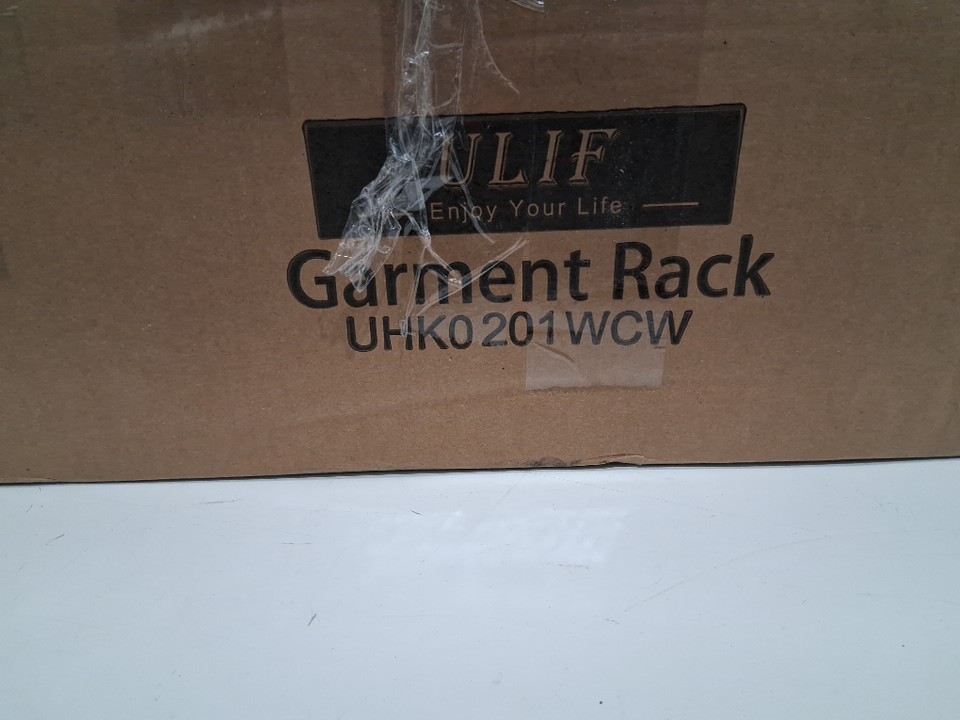 ULIF
Enjoy Your Life
Garment Rack
UHK0201WCW